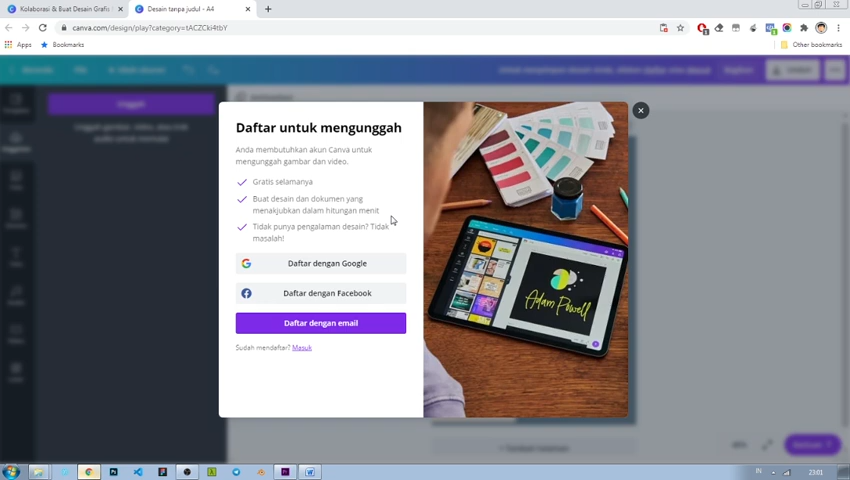 Kolaborasi & Buat Desain Grafis
Desain tanpa judul - A4
canva.com/design/play?category=tACZCki4tbY
Apps
Bookmarks
Other bookmarks
Unggah
Daftar untuk mengunggah
Anda membutuhkan akun Canva untuk
mengunggah gambar dan video.
Gratis selamanya
Buat desain dan dokumen yang
menakjubkan dalam hitungan menit
Tidak punya pengalaman desain? Tidak
masalah!
Daftar dengan Google
Daftar dengan Facebook
Daftar dengan email
Sudah mendaftar? Masuk
Adam Powell
IN
23:01